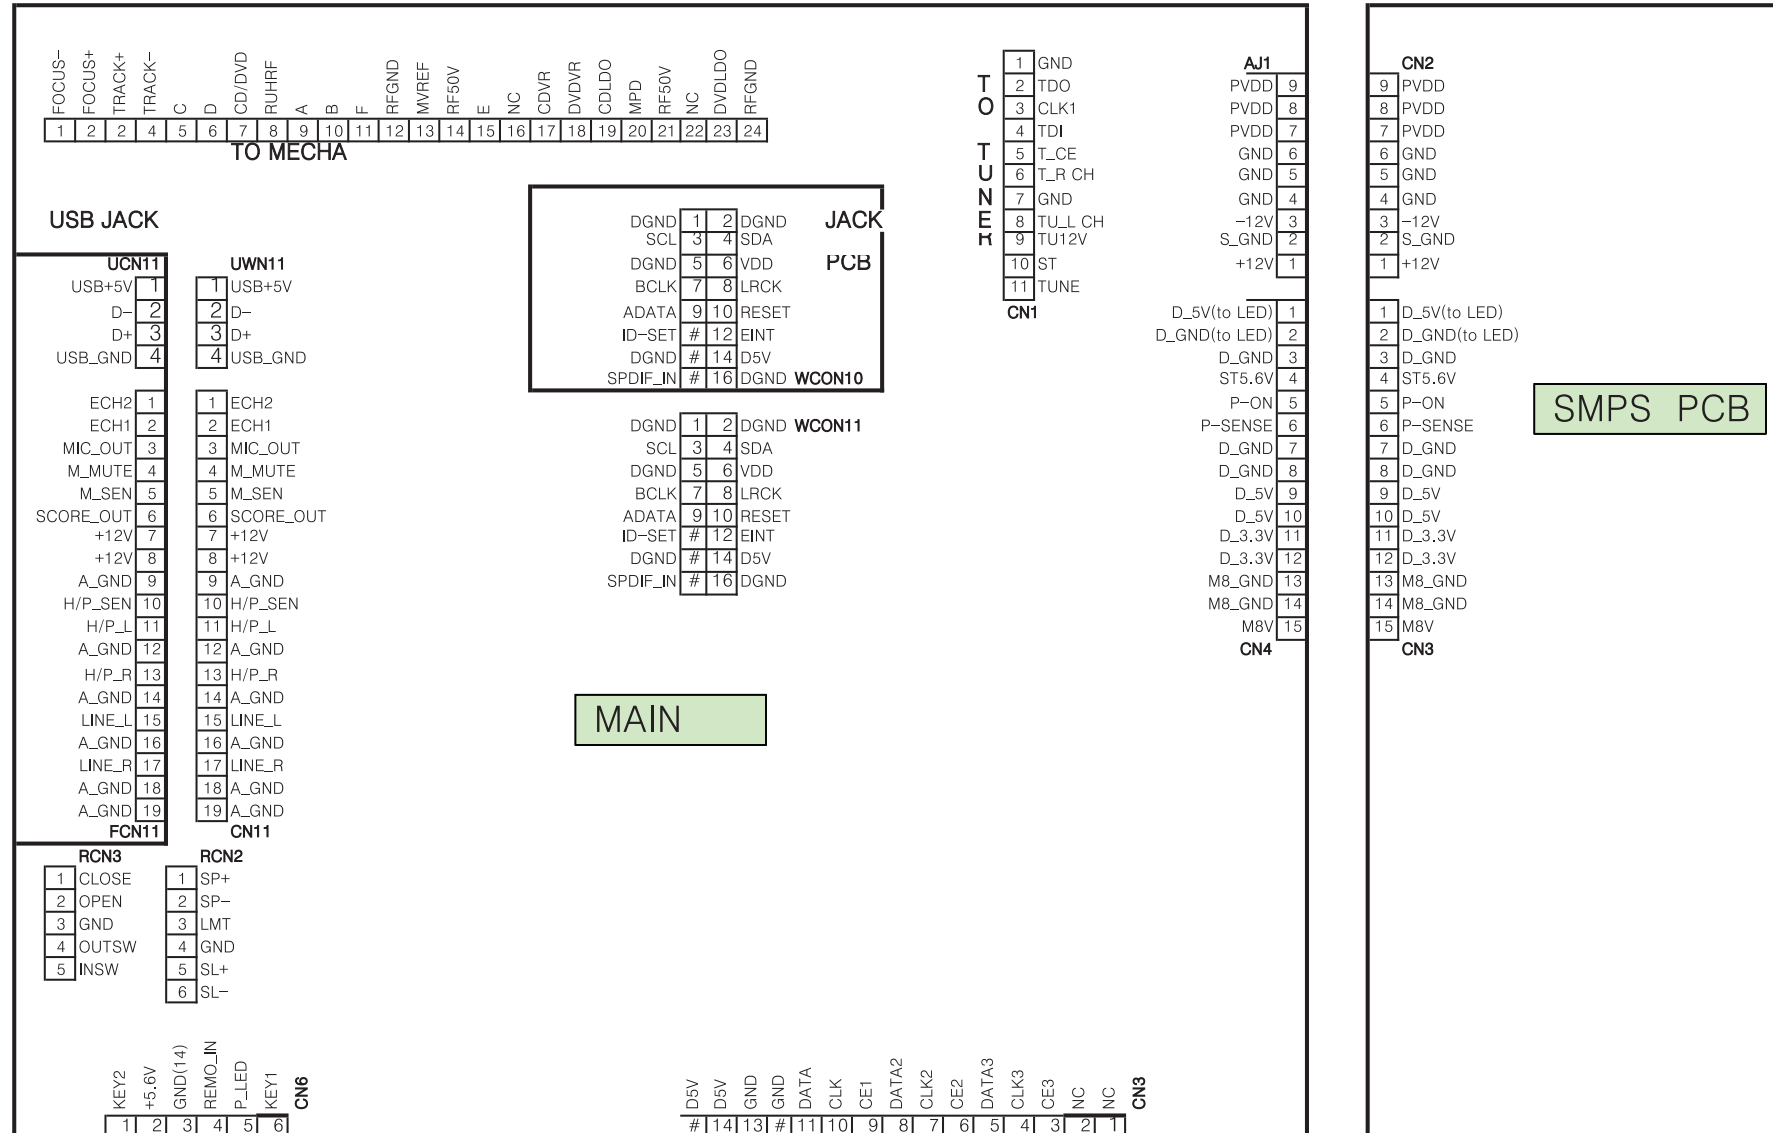 FOCUS-
FOCUS+
TRACK+
TRACK-
C
D
CD/DVD
RUHRF
A
B
F
RFGND
MVREF
RF50V
E
NC
CDVR
DVDVR
CDLDO
MPD
RF50V
NC
DVDLDO
RFGND
1 2 2 4 5 6 7 8 9 10 11 12 13 14 15 16 17 18 19 20 21 22 23 24
TO MECHA
TO TUNER
1 GND
2 TDO
3 CLK1
4 TDI
5 T_CE
6 T_R CH
7 GND
8 TU_L CH
9 TU12V
10 ST
11 TUNE
CN1
AJ1
PVDD 9
PVDD 8
PVDD 7
GND 6
GND 5
GND 4
-12V 3
S_GND 2
+12V 1
CN2
9 PVDD
8 PVDD
7 PVDD
6 GND
5 GND
4 GND
3 -12V
2 S_GND
1 +12V
D_5V(to LED) 1
D_GND(to LED) 2
D_GND 3
ST5.6V 4
P-ON 5
P-SENSE 6
D_GND 7
D_GND 8
D_5V 9
D_5V 10
D_3.3V 11
D_3.3V 12
M8_GND 13
M8_GND 14
M8V 15
CN4
1 D_5V(to LED)
2 D_GND(to LED)
3 D_GND
4 ST5.6V
5 P-ON
6 P-SENSE
7 D_GND
8 D_GND
9 D_5V
10 D_5V
11 D_3.3V
12 D_3.3V
13 M8_GND
14 M8_GND
15 M8V
CN3
SMPS PCB
JACK
PCB
DGND 1 2 DGND
SCL 3 4 SDA
DGND 5 6 VDD
BCLK 7 8 LRCK
ADATA 9 10 RESET
ID-SET # 12 EINT
DGND # 14 D5V
SPDIF_IN # 16 DGND WCON10
DGND 1 2 DGND WCON11
SCL 3 4 SDA
DGND 5 6 VDD
BCLK 7 8 LRCK
ADATA 9 10 RESET
ID-SET # 12 EINT
DGND # 14 D5V
SPDIF_IN # 16 DGND
MAIN
USB JACK
UCN11
USB+5V 1
D- 2
D+ 3
USB_GND 4
UWN11
1 USB+5V
2 D-
3 D+
4 USB_GND
ECH2 1
ECH1 2
MIC_OUT 3
M_MUTE 4
M_SEN 5
SCORE_OUT 6
+12V 7
+12V 8
A_GND 9
H/P_SEN 10
H/P_L 11
A_GND 12
H/P_R 13
A_GND 14
LINE_L 15
A_GND 16
LINE_R 17
A_GND 18
A_GND 19
FCN11
1 ECH2
2 ECH1
3 MIC_OUT
4 M_MUTE
5 M_SEN
6 SCORE_OUT
7 +12V
8 +12V
9 A_GND
10 H/P_SEN
11 H/P_L
12 A_GND
13 H/P_R
14 A_GND
15 LINE_L
16 A_GND
17 LINE_R
18 A_GND
19 A_GND
CN11
RCN3
1 CLOSE
2 OPEN
3 GND
4 OUTSW
5 INSW
RCN2
1 SP+
2 SP-
3 LMT
4 GND
5 SL+
6 SL-
KEY2
+5.6V
GND(14)
REMO_IN
P_LED
KEY1
CN6
1 2 3 4 5 6
D5V
D5V
GND
GND
DATA
CLK
CE1
DATA2
CLK2
CE2
DATA3
CLK3
CE3
NC
NC
CN3
# 14 13 # 11 10 9 8 7 6 5 4 3 2 1